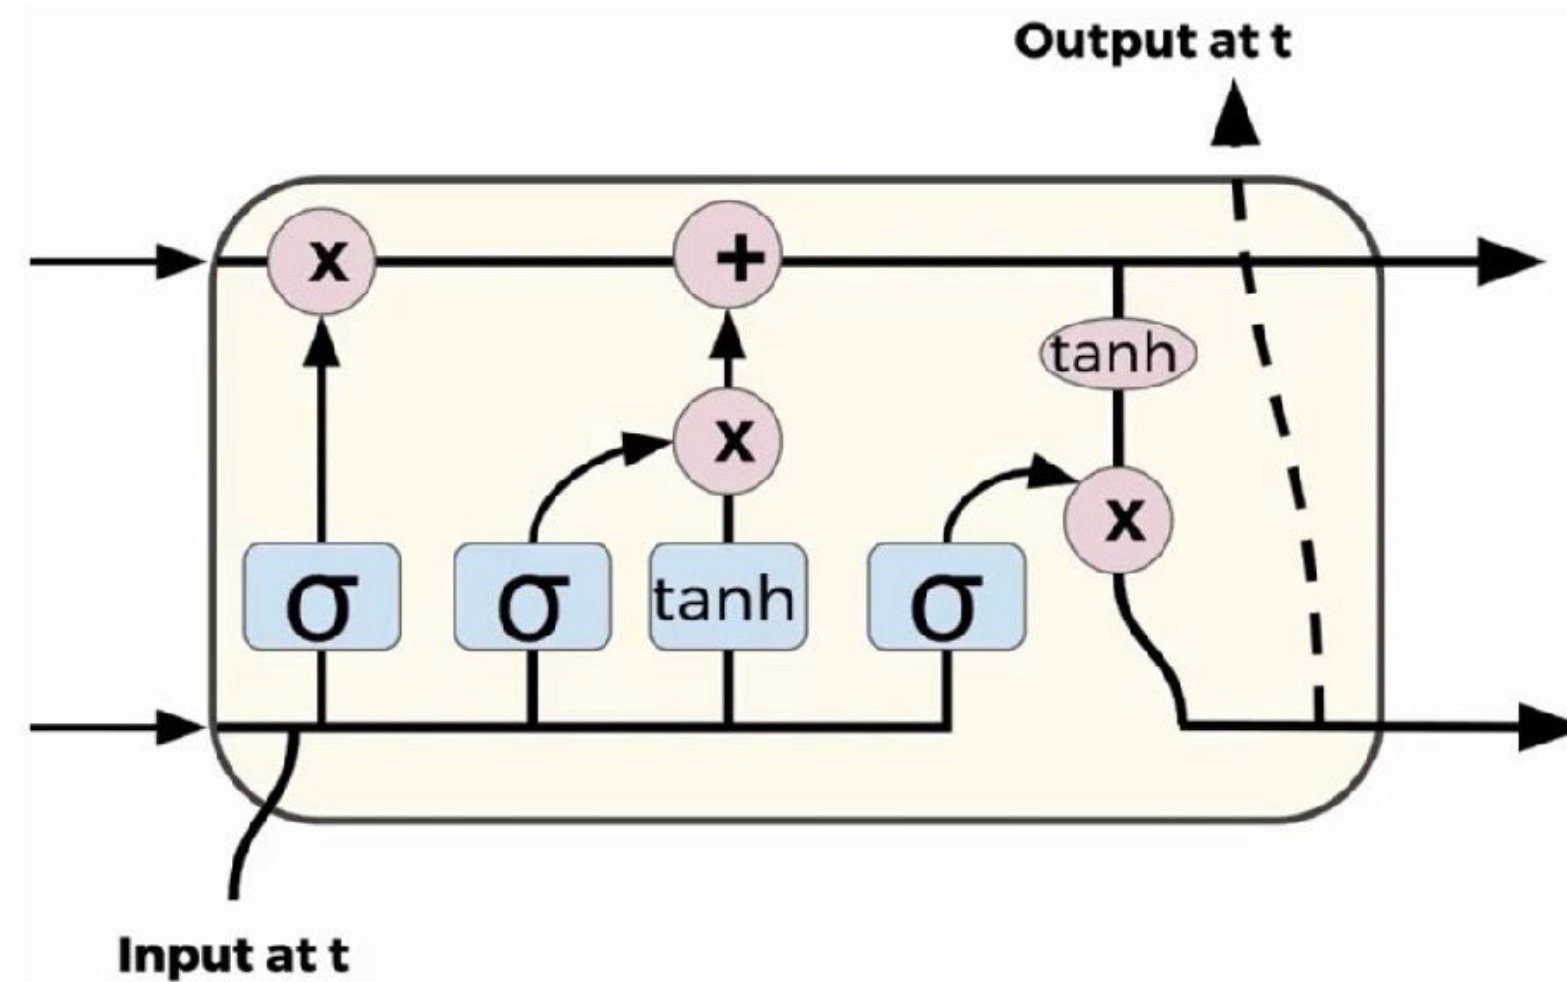 Output at t
x
+
tanh
x
x
σ
σ
tanh
σ
Input at t